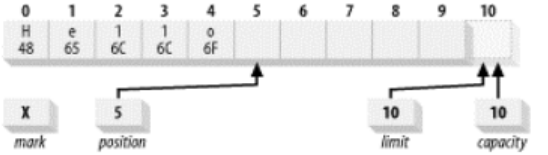 0 1 2 3 4 5 6 7 8 9 10
H e l l o
48 65 6C 6C 6F
X 5 10 10
mark position limit capacity